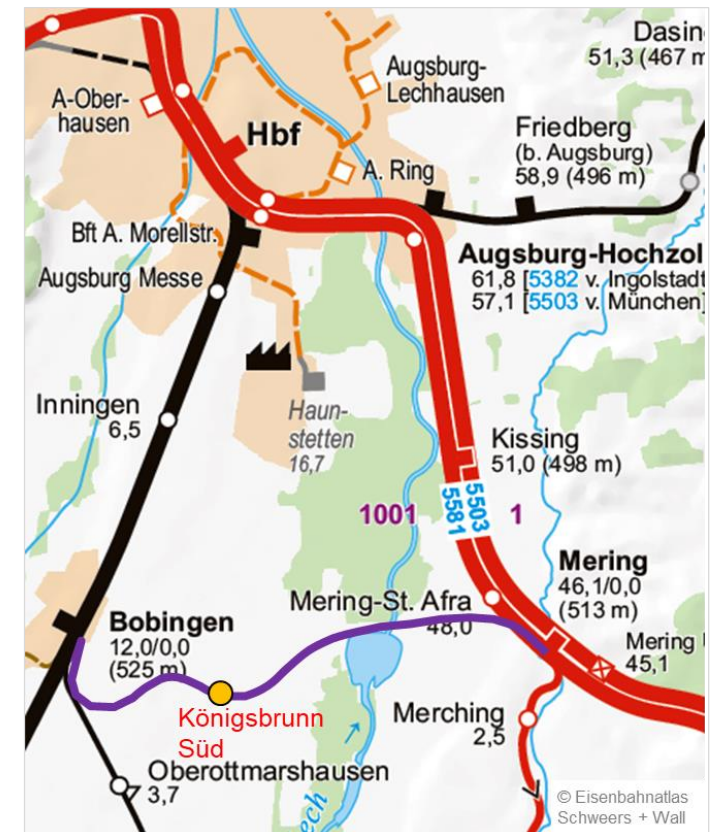 Dasin
51,3 (467 m
Augsburg-
Lechhausen
A-Ober-
hausen
Hbf
Friedberg
(b. Augsburg)
58,9 (496 m)
A. Ring
Bft A. Morellstr.
Augsburg-Hochzol
61,8 [5382 v. Ingolstadt
57,1 [5503 v. München]
Augsburg Messe
Inningen
6,5
Haun-
stetten
16,7
Kissing
51,0 (498 m)
1001
5581
5503
1
Mering
46,1/0,0
(513 m)
Mering-St. Afra
48,0
Bobingen
12,0/0,0
(525 m)
Mering
45,1
Königsbrunn
Süd
Merching
2,5
Oberottmarshausen
3,7
ech
© Eisenbahnatlas
Schweers + Wall